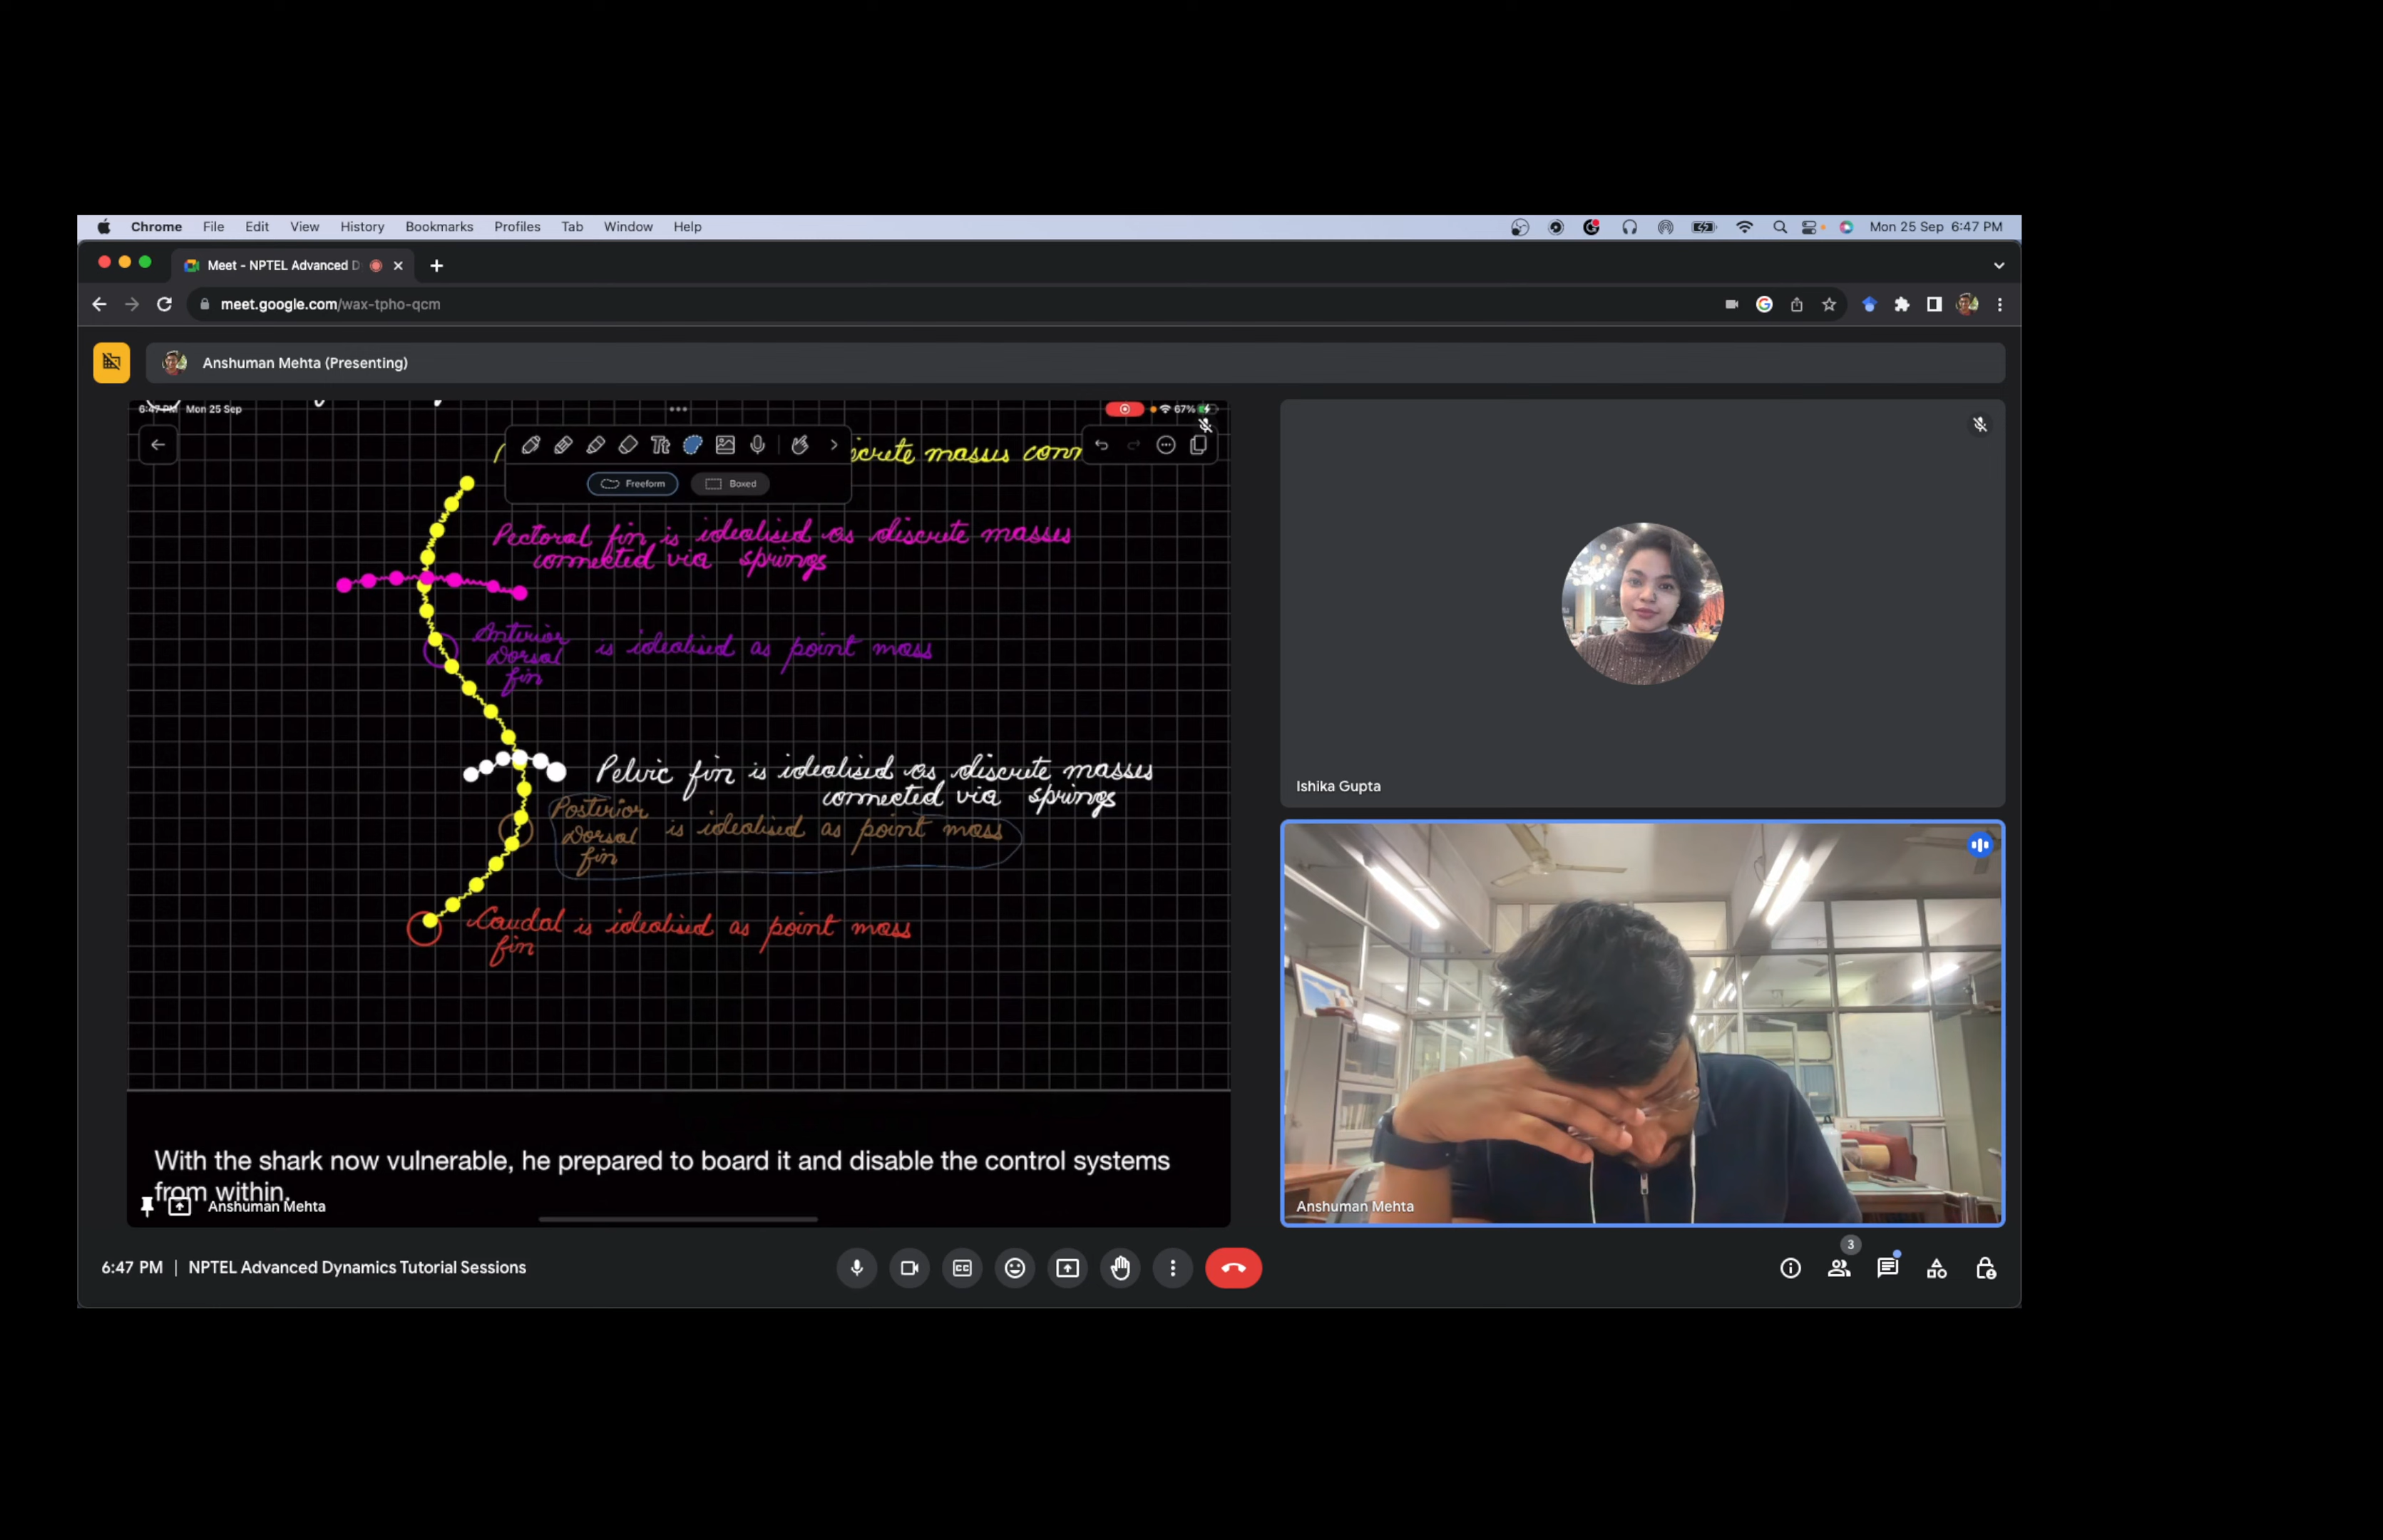 Chrome File Edit View History Bookmarks Profiles Tab Window Help Mon 25 Sep 6:47 PM
Meet - NPTEL Advanced D
meet.google.com/wax-tpho-qcm
Anshuman Mehta (Presenting)
6:47 PM Mon 25 Sep 67%
crete masses conn
Freeform Boxed
Pectoral fin is idealised as discrete masses
connected via springs
Anterior
Dorsal is idealised as point mass
fin
Pelvic fin is idealised as discrete masses
connected via springs
Posterior
Dorsal is idealised as point mass
fin
Caudal is idealised as point mass
fin
With the shark now vulnerable, he prepared to board it and disable the control systems
from within.
Anshuman Mehta
Ishika Gupta
Anshuman Mehta
6:47 PM | NPTEL Advanced Dynamics Tutorial Sessions
CC
3